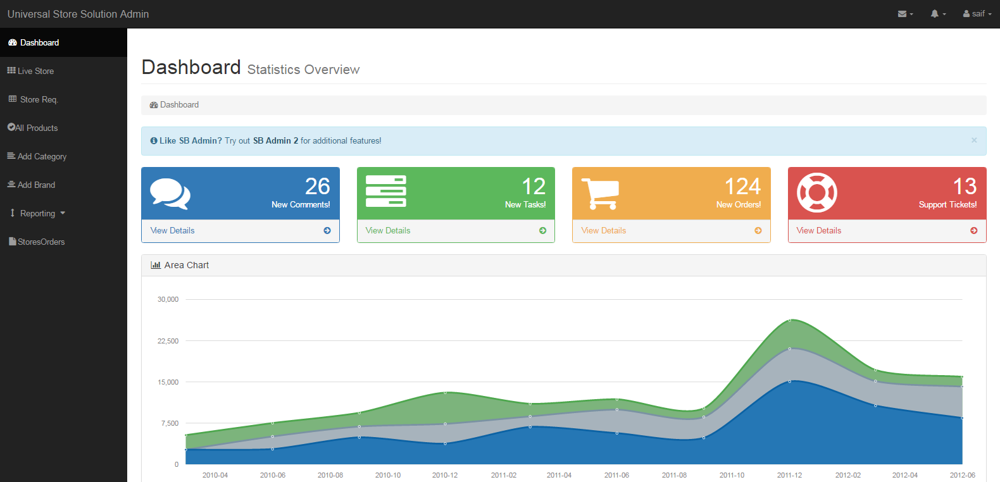 Universal Store Solution Admin
saif
Dashboard
Live Store
Store Req.
All Products
Add Category
Add Brand
Reporting
StoresOrders
Dashboard Statistics Overview
Dashboard
Like SB Admin? Try out SB Admin 2 for additional features!
×
26
New Comments!
View Details
12
New Tasks!
View Details
124
New Orders!
View Details
13
Support Tickets!
View Details
Area Chart
30,000
22,500
15,000
7,500
0
2010-04 2010-06 2010-08 2010-10 2010-12 2011-02 2011-04 2011-06 2011-08 2011-10 2011-12 2012-02 2012-04 2012-06